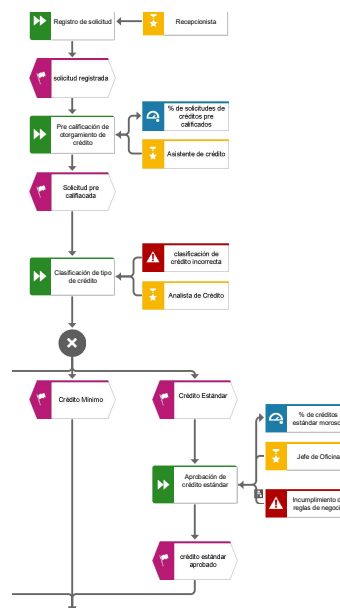 Registro de solicitud
Recepcionista
solicitud registrada
Pre calificación de
otorgamiento de
crédito
% de solicitudes de
créditos pre
calificados
Asistente de crédito
Solicitud pre
califiacada
clasificación de
crédito incorrecta
Clasificación de tipo
de crédito
Analista de Crédito
Crédito Mínimo
Crédito Estándar
% de créditos
estándar moros
Aprobación de
crédito estándar
Jefe de Oficina
Incumplimiento d
reglas de negoci
crédito estándar
aprobado